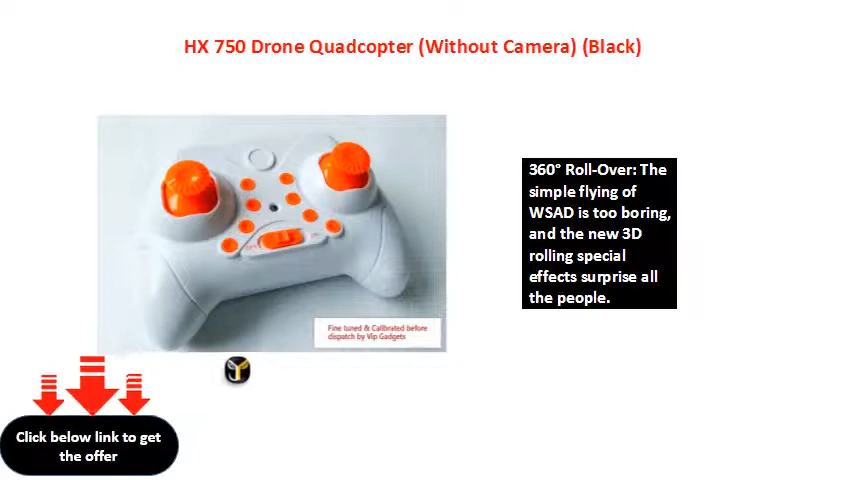 HX 750 Drone Quadcopter (Without Camera) (Black)
360° Roll-Over: The
simple flying of
WSAD is too boring,
and the new 3D
rolling special
effects surprise all
the people.
Fine tuned & Calibrated before
dispatch by Vip Gadgets
Click below link to get
the offer